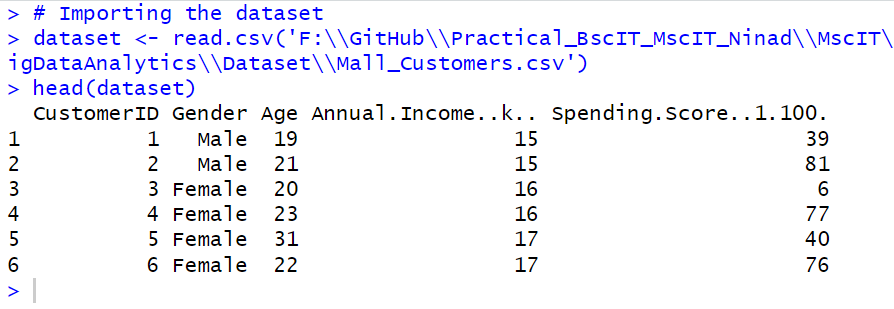 > # Importing the dataset
> dataset <- read.csv('F:\\GitHub\\Practical_BscIT_MscIT_Ninad\\MscIT\
igDataAnalytics\\Dataset\\Mall_Customers.csv')
> head(dataset)
  CustomerID Gender Age Annual.Income..k.. Spending.Score..1.100.
1          1   Male  19                 15                     39
2          2   Male  21                 15                     81
3          3 Female  20                 16                      6
4          4 Female  23                 16                     77
5          5 Female  31                 17                     40
6          6 Female  22                 17                     76
>